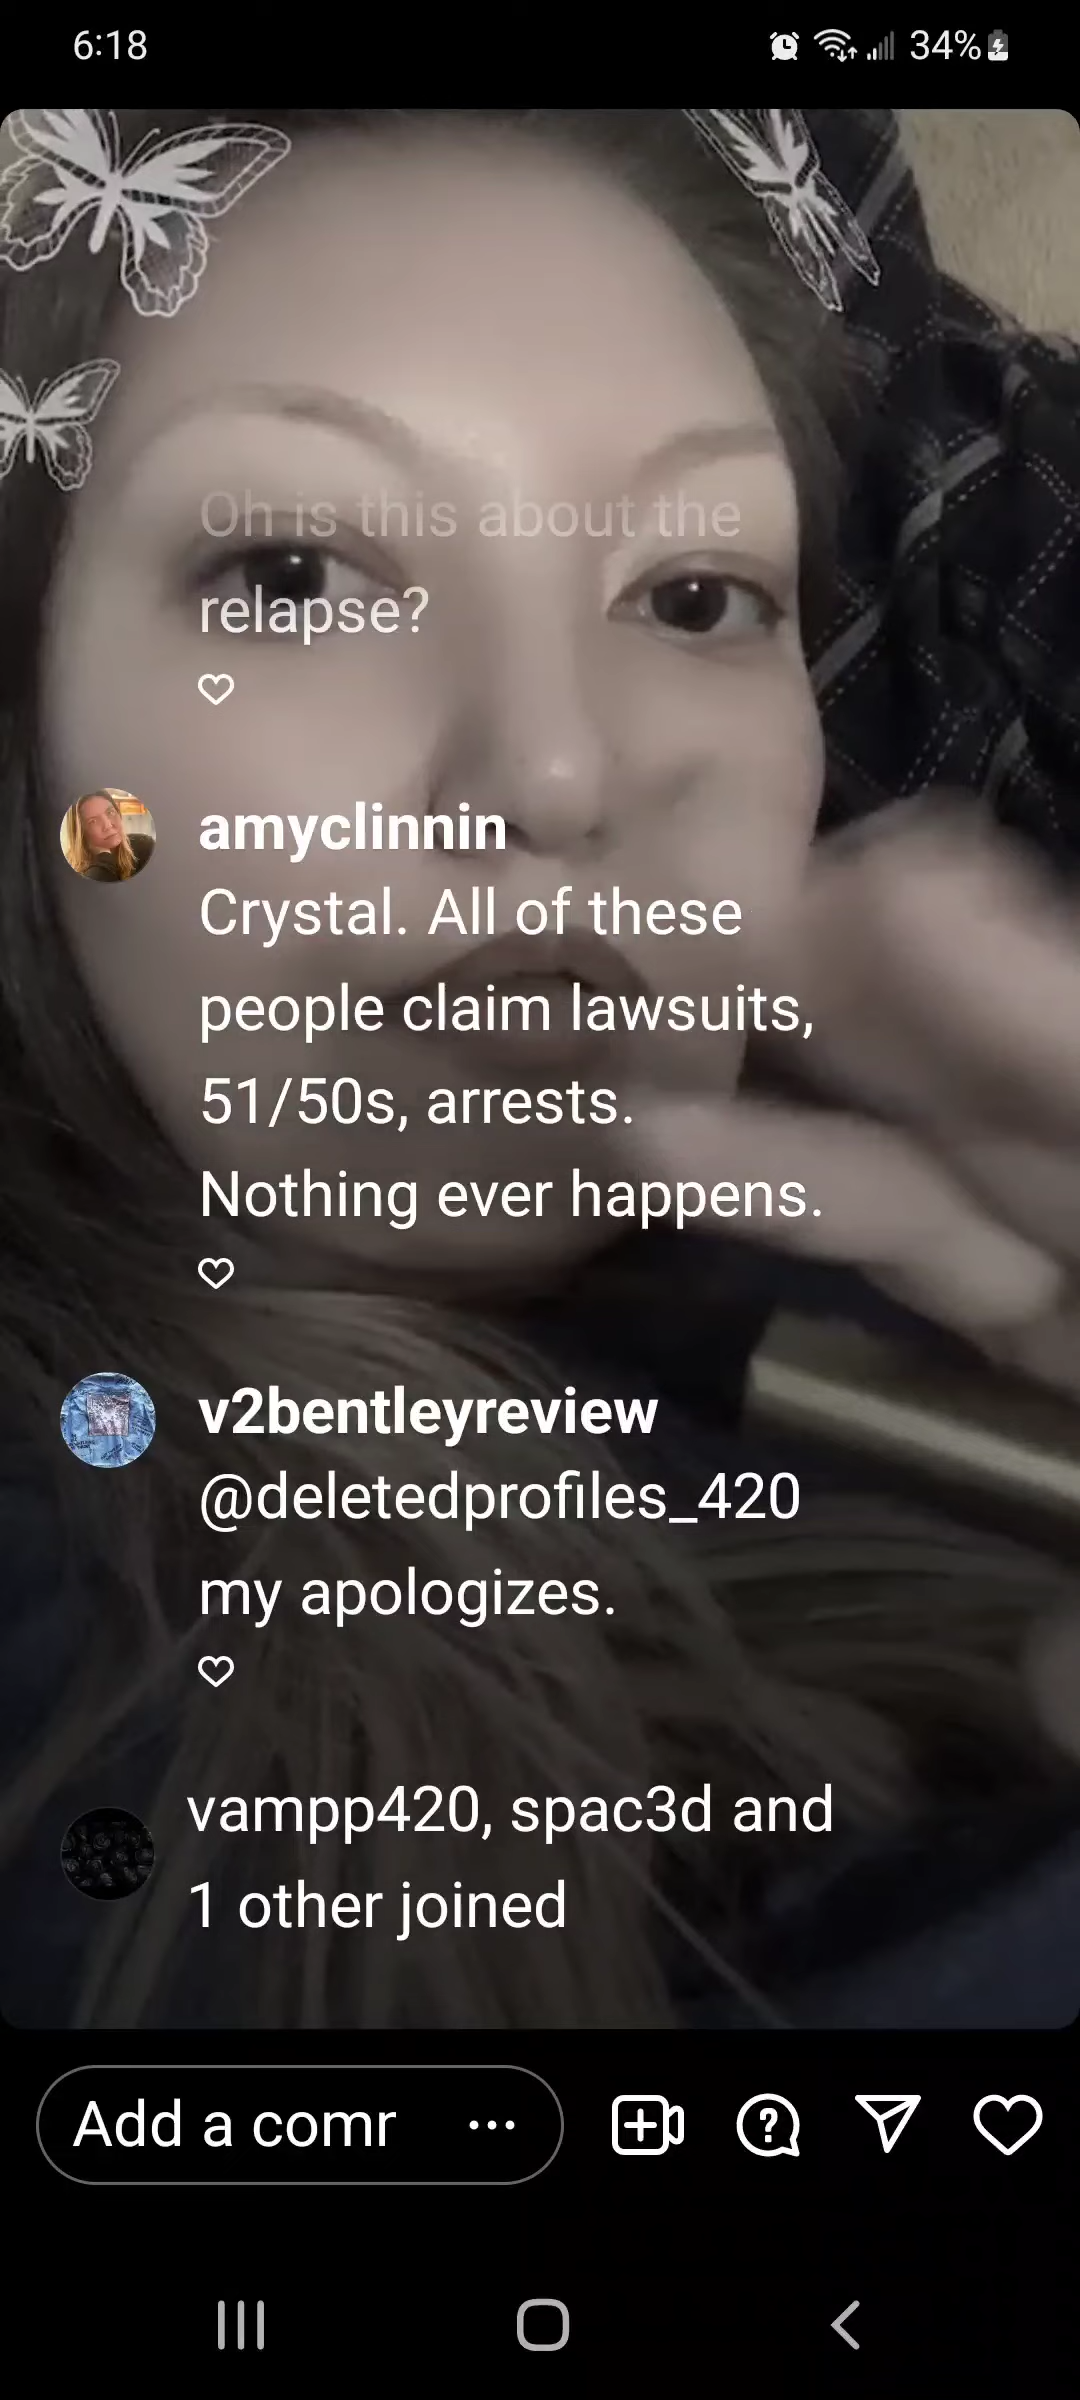 6:18
34%
Oh is this about the
relapse?
amyclinnin
Crystal. All of these
people claim lawsuits,
51/50s, arrests.
Nothing ever happens.
v2bentleyreview
@deletedprofiles_420
my apologizes.
vampp420, spac3d and
1 other joined
Add a comr